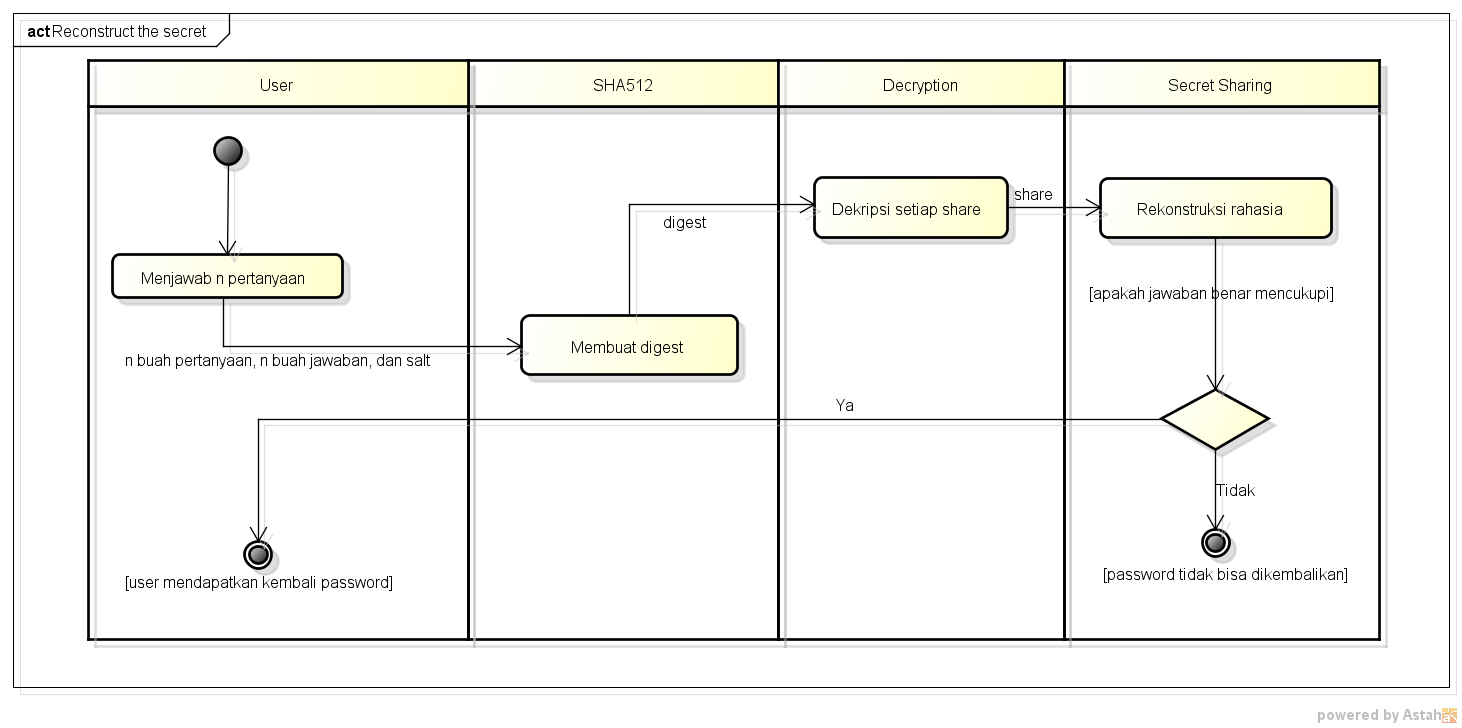 act Reconstruct the secret
User
SHA512
Decryption
Secret Sharing
Menjawab n pertanyaan
n buah pertanyaan, n buah jawaban, dan salt
Membuat digest
digest
Dekripsi setiap share
share
Rekonstruksi rahasia
[apakah jawaban benar mencukupi]
Ya
Tidak
[user mendapatkan kembali password]
[password tidak bisa dikembalikan]
powered by Astah